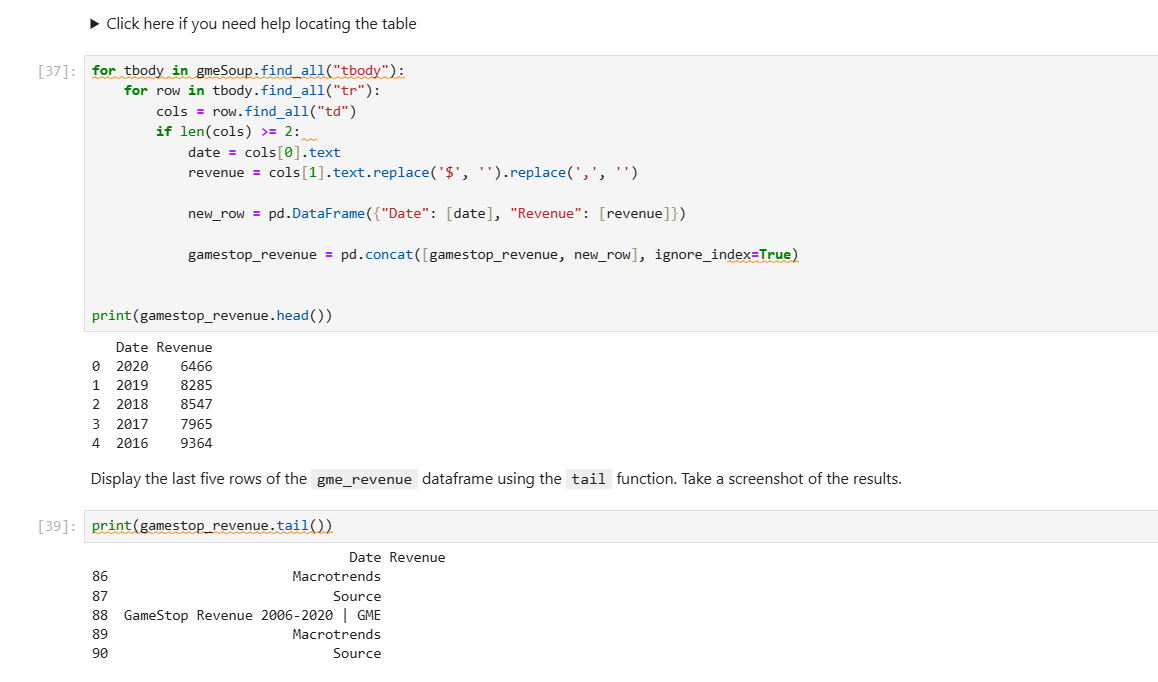 ▶ Click here if you need help locating the table
[37]: for tbody in gmeSoup.find_all("tbody"):
    for row in tbody.find_all("tr"):
        cols = row.find_all("td")
        if len(cols) >= 2:
            date = cols[0].text
            revenue = cols[1].text.replace('$', '').replace(',', '')
            new_row = pd.DataFrame({"Date": [date], "Revenue": [revenue]})
            gamestop_revenue = pd.concat([gamestop_revenue, new_row], ignore_index=True)
print(gamestop_revenue.head())
   Date Revenue
0  2020    6466
1  2019    8285
2  2018    8547
3  2017    7965
4  2016    9364
Display the last five rows of the gme_revenue dataframe using the tail function. Take a screenshot of the results.
[39]: print(gamestop_revenue.tail())
                                Date Revenue
86                       Macrotrends
87                            Source
88  GameStop Revenue 2006-2020 | GME
89                       Macrotrends
90                            Source